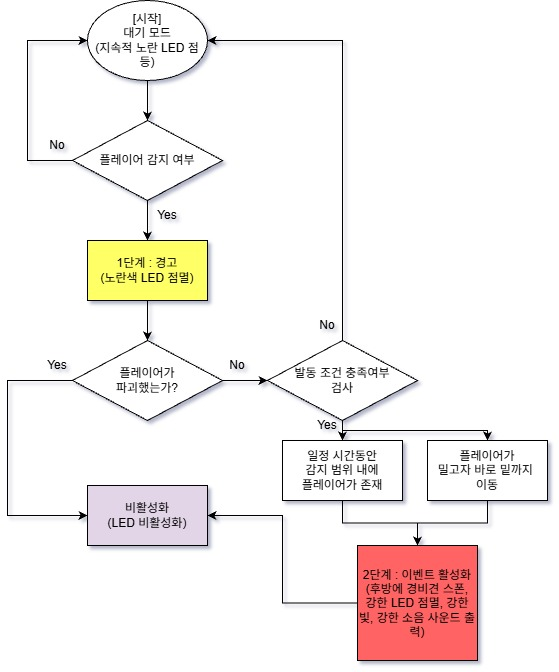 [시작]
대기 모드
(지속적 노란 LED 점
등)
No
플레이어 감지 여부
Yes
1단계 : 경고
(노란색 LED 점멸)
No
Yes
플레이어가
파괴했는가?
No
발동 조건 충족여부
검사
Yes
일정 시간동안
감지 범위 내에
플레이어가 존재
플레이어가
밀고자 바로 밑까지
이동
비활성화
(LED 비활성화)
2단계 : 이벤트 활성화
(후방에 경비견 스폰,
강한 LED 점멸, 강한
빛, 강한 소음 사운드 출
력)